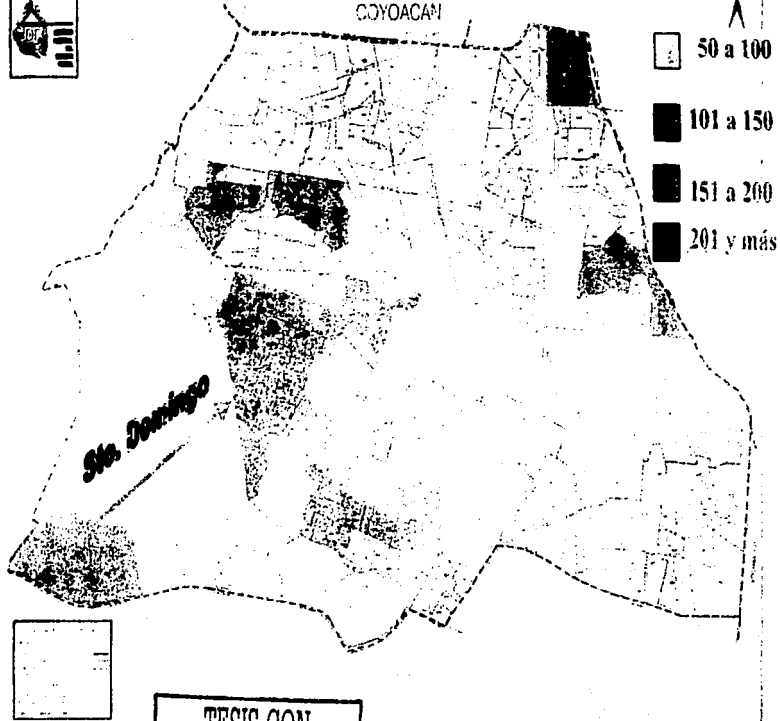 COYOACAN
50 a 100
101 a 150
151 a 200
201 y más
Sto. Domingo
TESIS CON